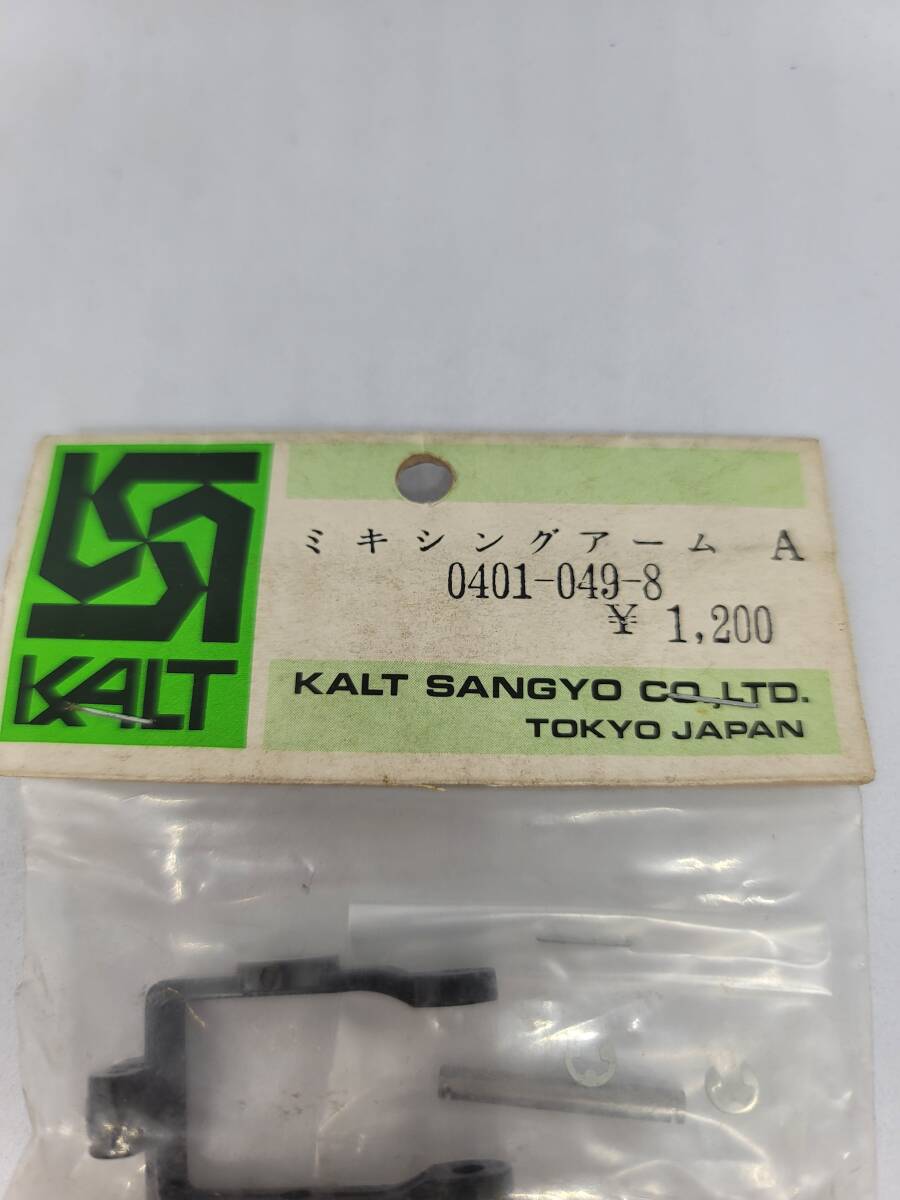 ミキシングアーム A
0401-049-8
¥ 1,200
KALT
KALT SANGYO CO.,LTD.
TOKYO JAPAN